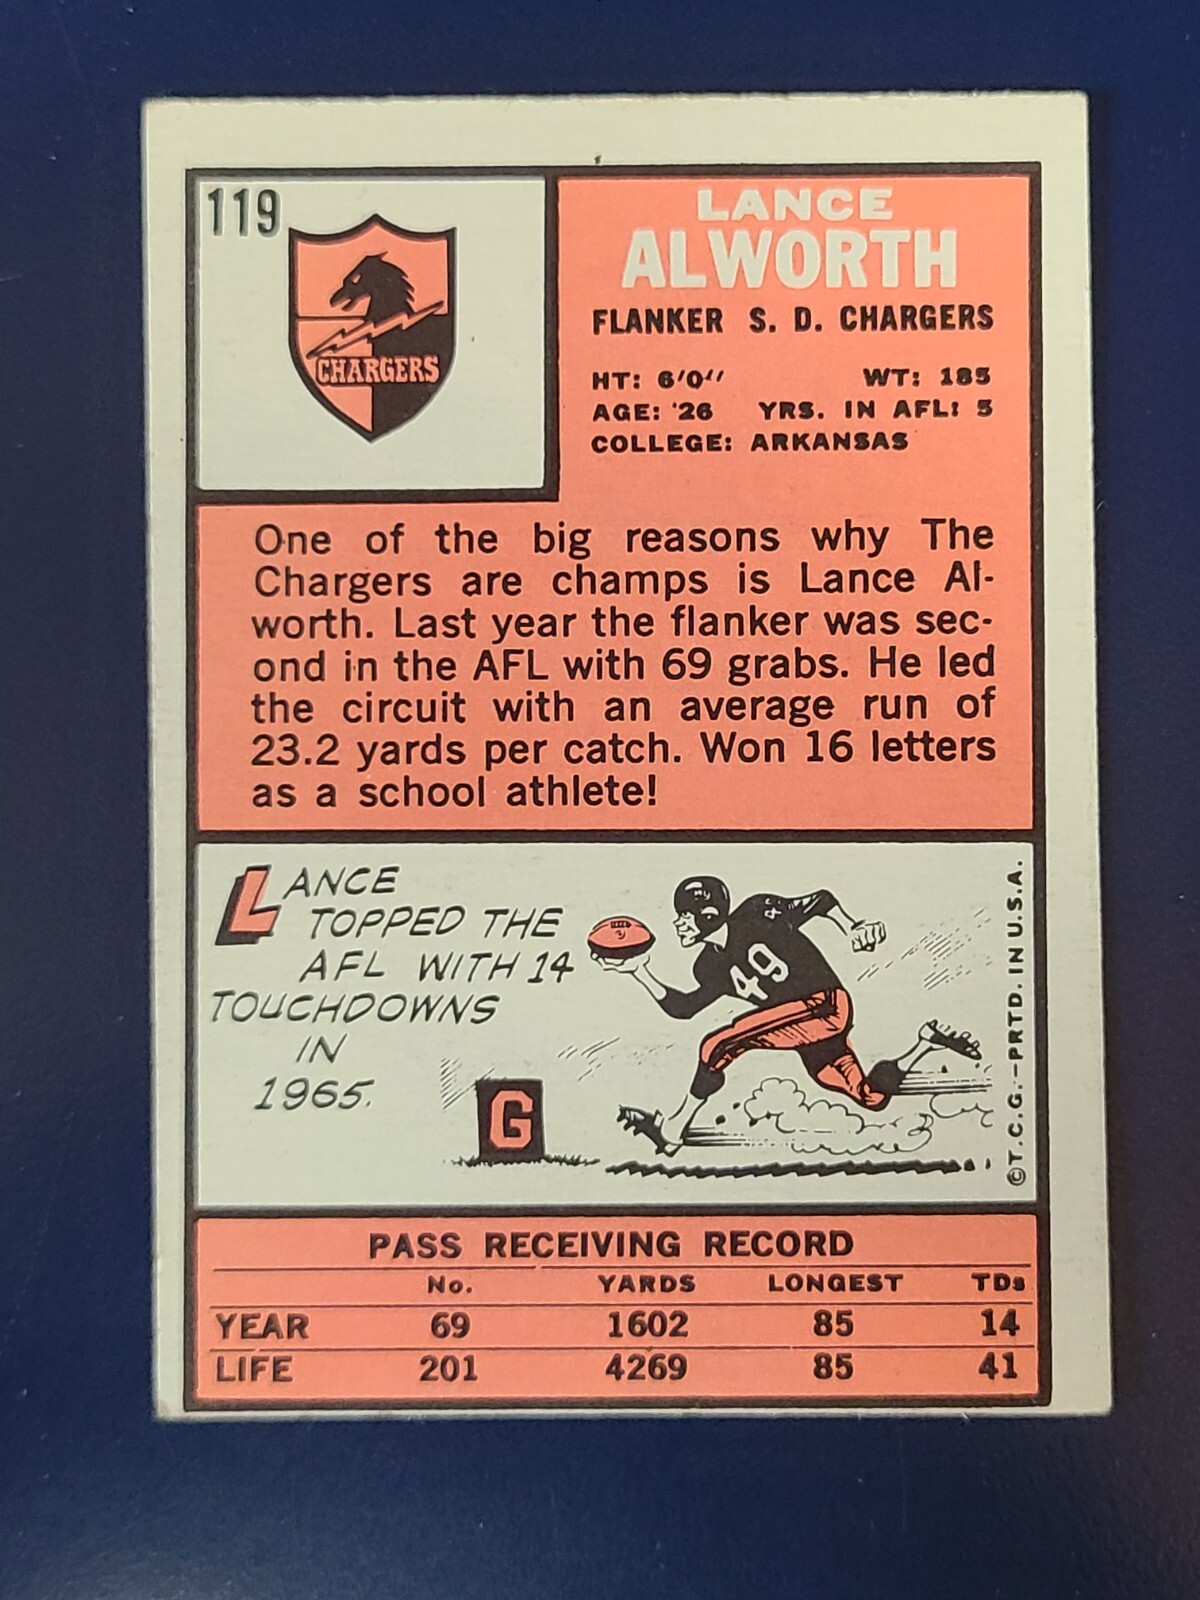 119
CHARGERS
LANCE
ALWORTH
FLANKER S. D. CHARGERS
HT: 6'0" WT: 185
AGE: '26 YRS. IN AFL: 5
COLLEGE: ARKANSAS
One of the big reasons why The
Chargers are champs is Lance Al-
worth. Last year the flanker was sec-
ond in the AFL with 69 grabs. He led
the circuit with an average run of
23.2 yards per catch. Won 16 letters
as a school athlete!
LANCE
TOPPED THE
AFL WITH 14
TOUCHDOWNS
IN
1965.
49
G
©T.C.G.—PRTD. IN U.S.A.
PASS RECEIVING RECORD
No. YARDS LONGEST TDs
YEAR 69 1602 85 14
LIFE 201 4269 85 41